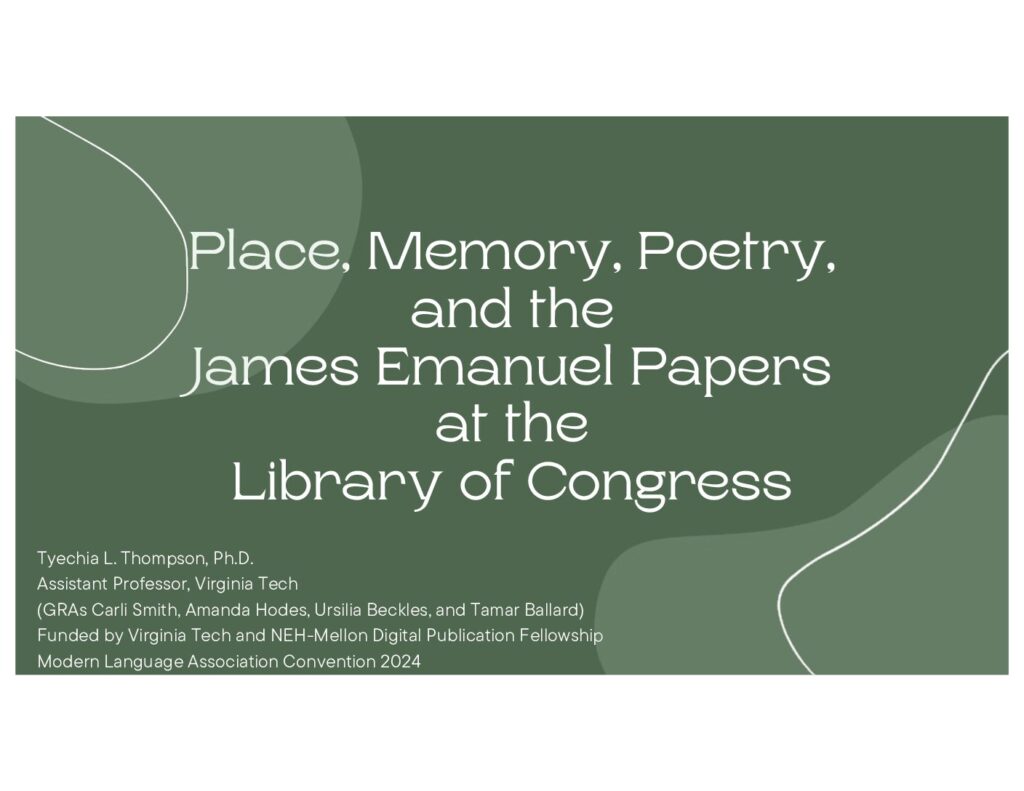 Place, Memory, Poetry,
and the
James Emanuel Papers
at the
Library of Congress
Tyechia L. Thompson, Ph.D.
Assistant Professor, Virginia Tech
(GRAs Carli Smith, Amanda Hodes, Ursilia Beckles, and Tamar Ballard)
Funded by Virginia Tech and NEH-Mellon Digital Publication Fellowship
Modern Language Association Convention 2024